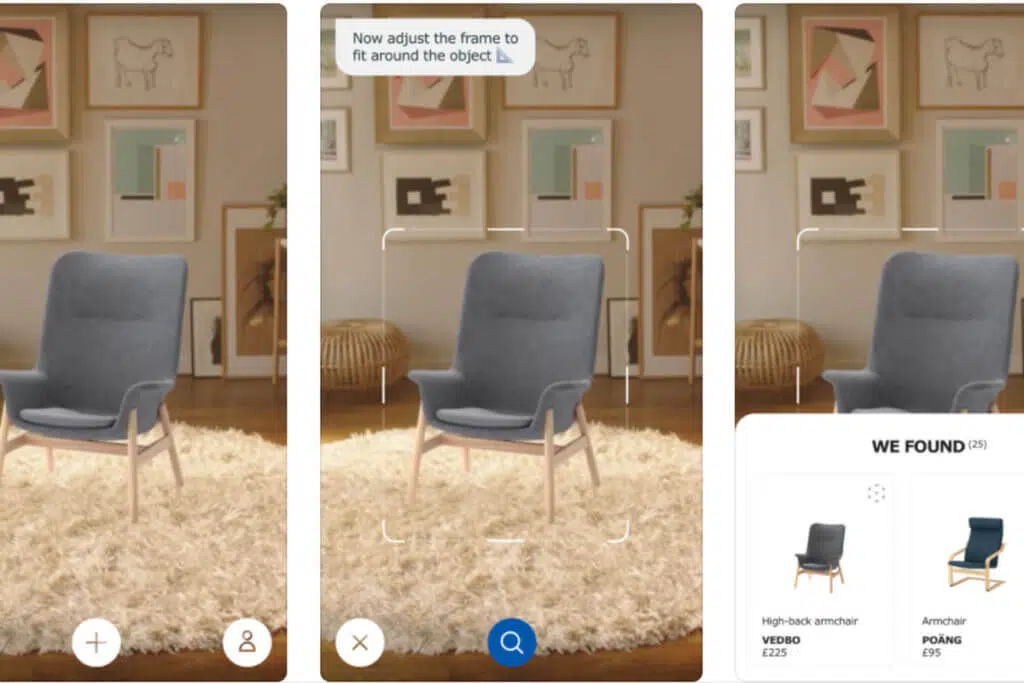 Now adjust the frame to
fit around the object 📐
WE FOUND (25)
High-back armchair
VEDBO
£225
Armchair
POÄNG
£95